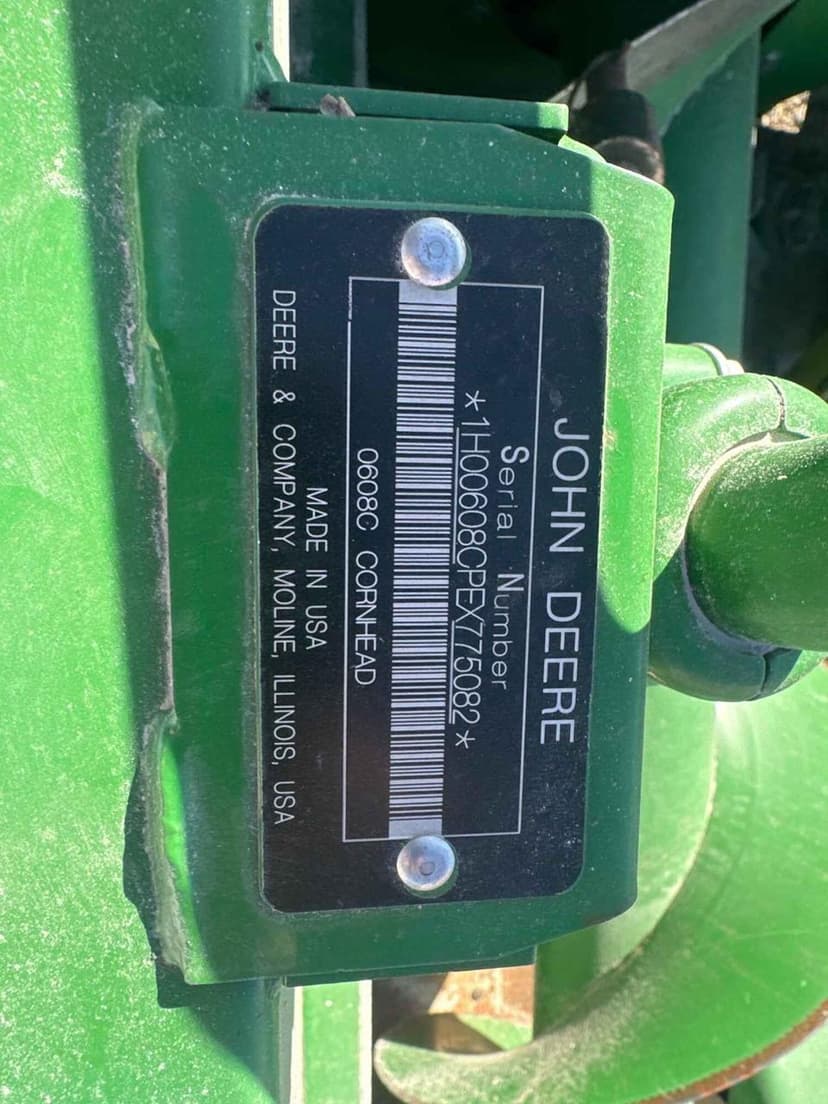 JOHN DEERE
Serial Number
*1H00608CPEX775082*
0608C CORNHEAD
MADE IN USA
DEERE & COMPANY, MOLINE, ILLINOIS, USA